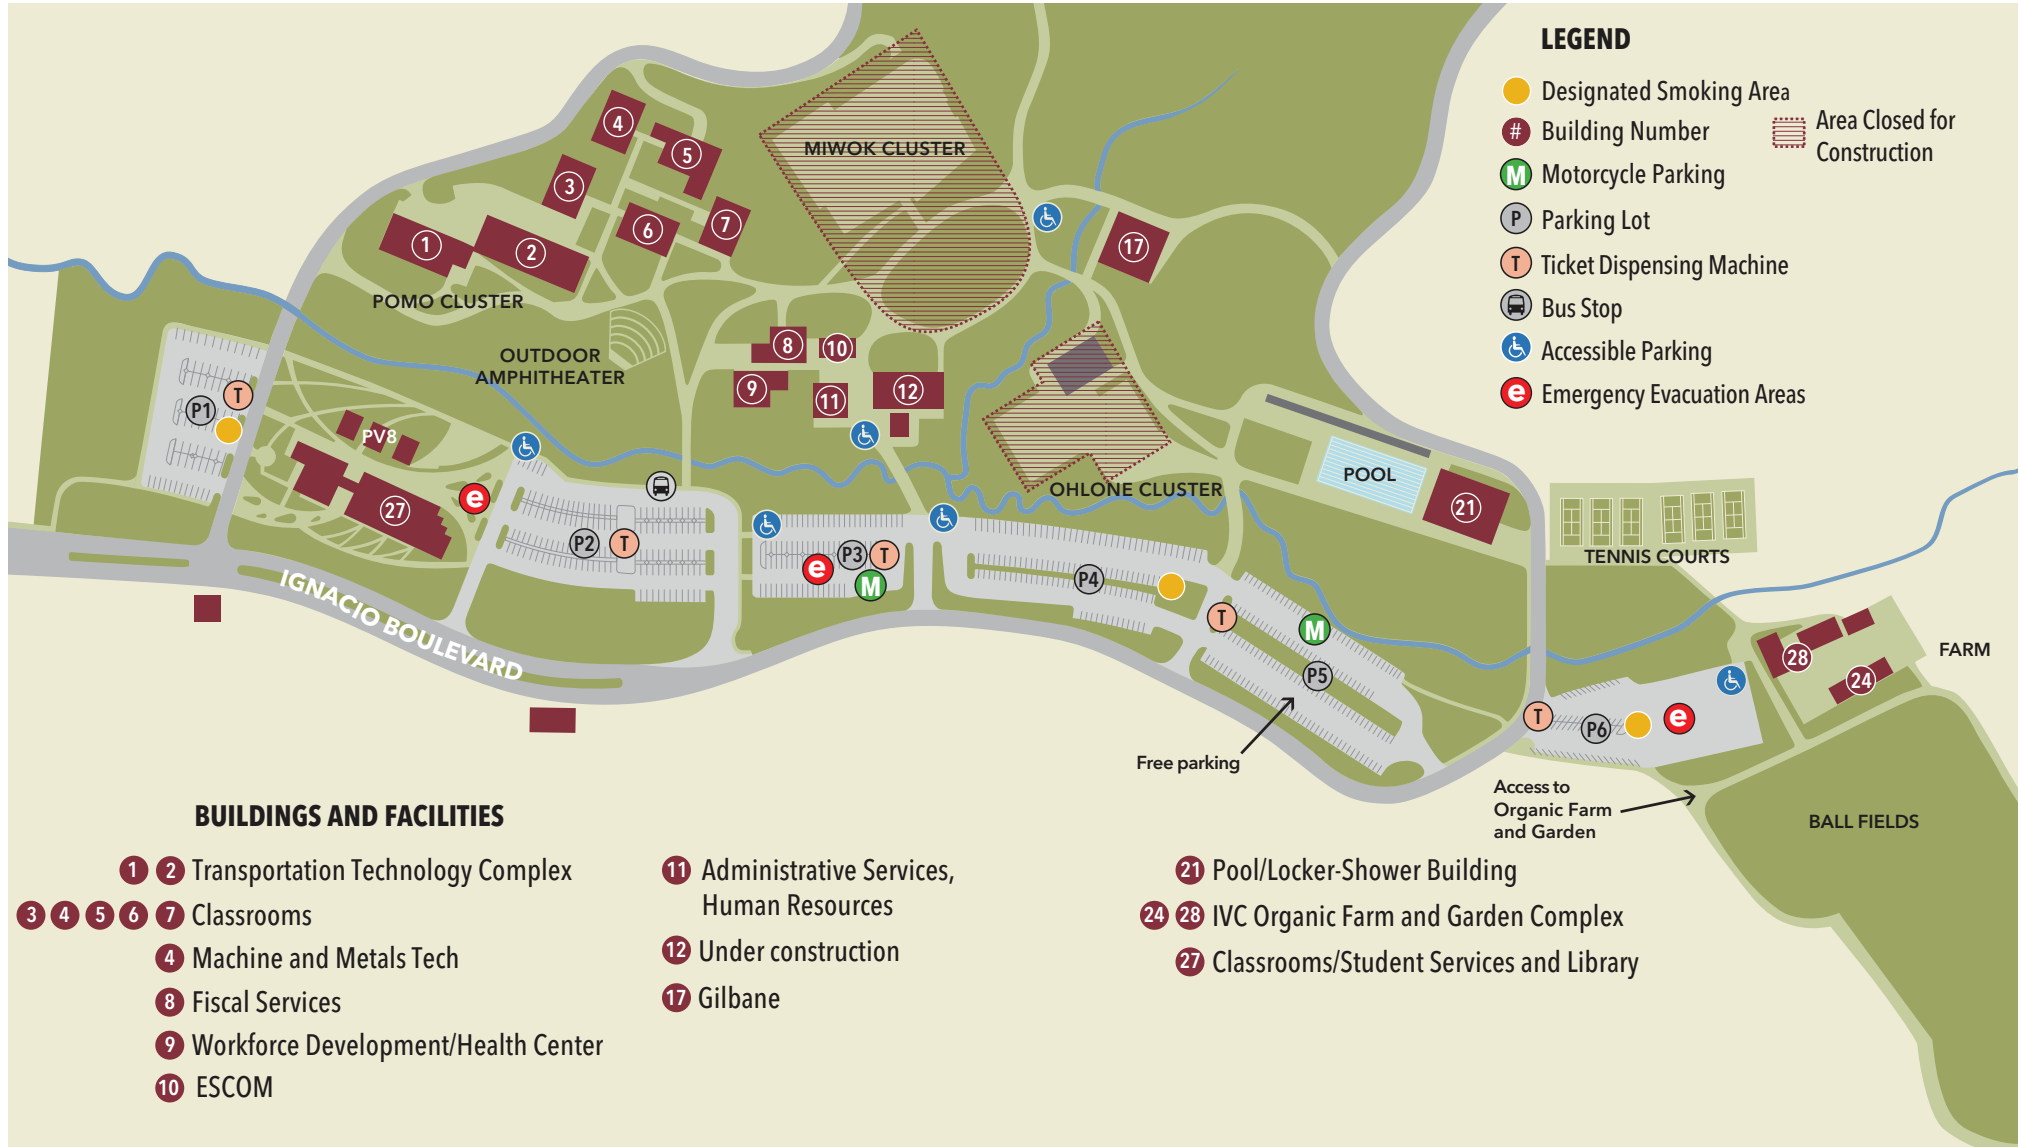 LEGEND
Designated Smoking Area
# Building Number
Area Closed for
Construction
M Motorcycle Parking
P Parking Lot
T Ticket Dispensing Machine
Bus Stop
Accessible Parking
e Emergency Evacuation Areas
4
5
MIWOK CLUSTER
3
7
6
1
2
17
POMO CLUSTER
8
10
OUTDOOR
AMPHITHEATER
9
11
12
T
P1
PV8
27
e
P2
T
P3
T
e
M
OHLONE CLUSTER
POOL
21
TENNIS COURTS
P4
T
M
P5
IGNACIO BOULEVARD
28
24
FARM
T
P6
e
Free parking
Access to
Organic Farm
and Garden
BALL FIELDS
BUILDINGS AND FACILITIES
1 2 Transportation Technology Complex
3 4 5 6 7 Classrooms
4 Machine and Metals Tech
8 Fiscal Services
9 Workforce Development/Health Center
10 ESCOM
11 Administrative Services,
Human Resources
12 Under construction
17 Gilbane
21 Pool/Locker-Shower Building
24 28 IVC Organic Farm and Garden Complex
27 Classrooms/Student Services and Library